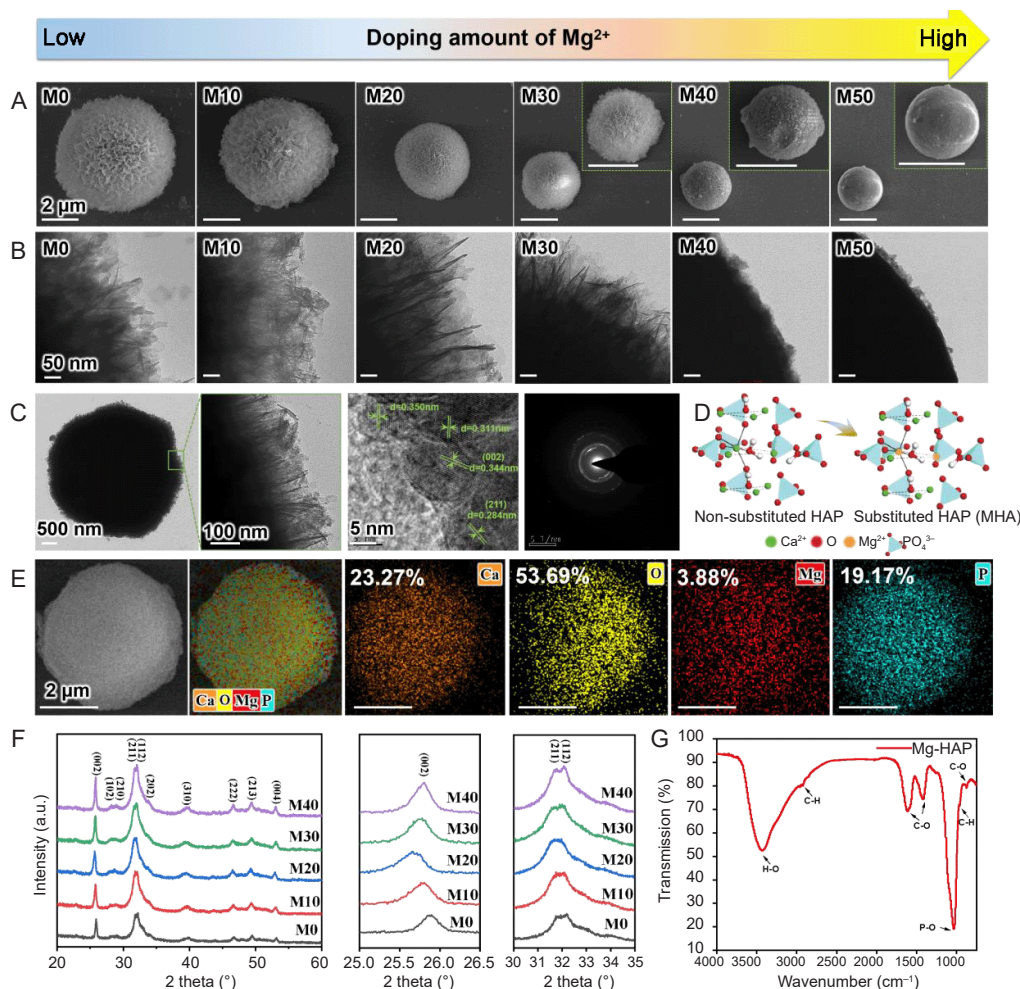 Low Doping amount of Mg²⁺ High
A
M0 M10 M20 M30 M40 M50
2 μm
B
M0 M10 M20 M30 M40 M50
50 nm
C
500 nm
100 nm
d=0.350nm
d=0.311nm
(002)
d=0.344nm
(211)
d=0.284nm
5 nm
D
Non-substituted HAP Substituted HAP (MHA)
Ca²⁺ O Mg²⁺ PO₄³⁻
E
2 μm
Ca O Mg P
23.27% Ca
53.69% O
3.88% Mg
19.17% P
F
Intensity (a.u.)
(002)
(102)
(210)
(211)
(112)
(202)
(310)
(222)
(213)
(004)
M40
M30
M20
M10
M0
20 30 40 50 60
2 theta (°)
(002)
M40
M30
M20
M10
M0
25.0 25.5 26.0 26.5
2 theta (°)
(211)
(112)
M40
M30
M20
M10
M0
30 31 32 33 34 35
2 theta (°)
G
Transmission (%)
100
90
80
70
60
50
40
30
20
10
Mg-HAP
H-O
C-H
C-O
C-O
C-H
P-O
4000 3500 3000 2500 2000 1500 1000
Wavenumber (cm⁻¹)